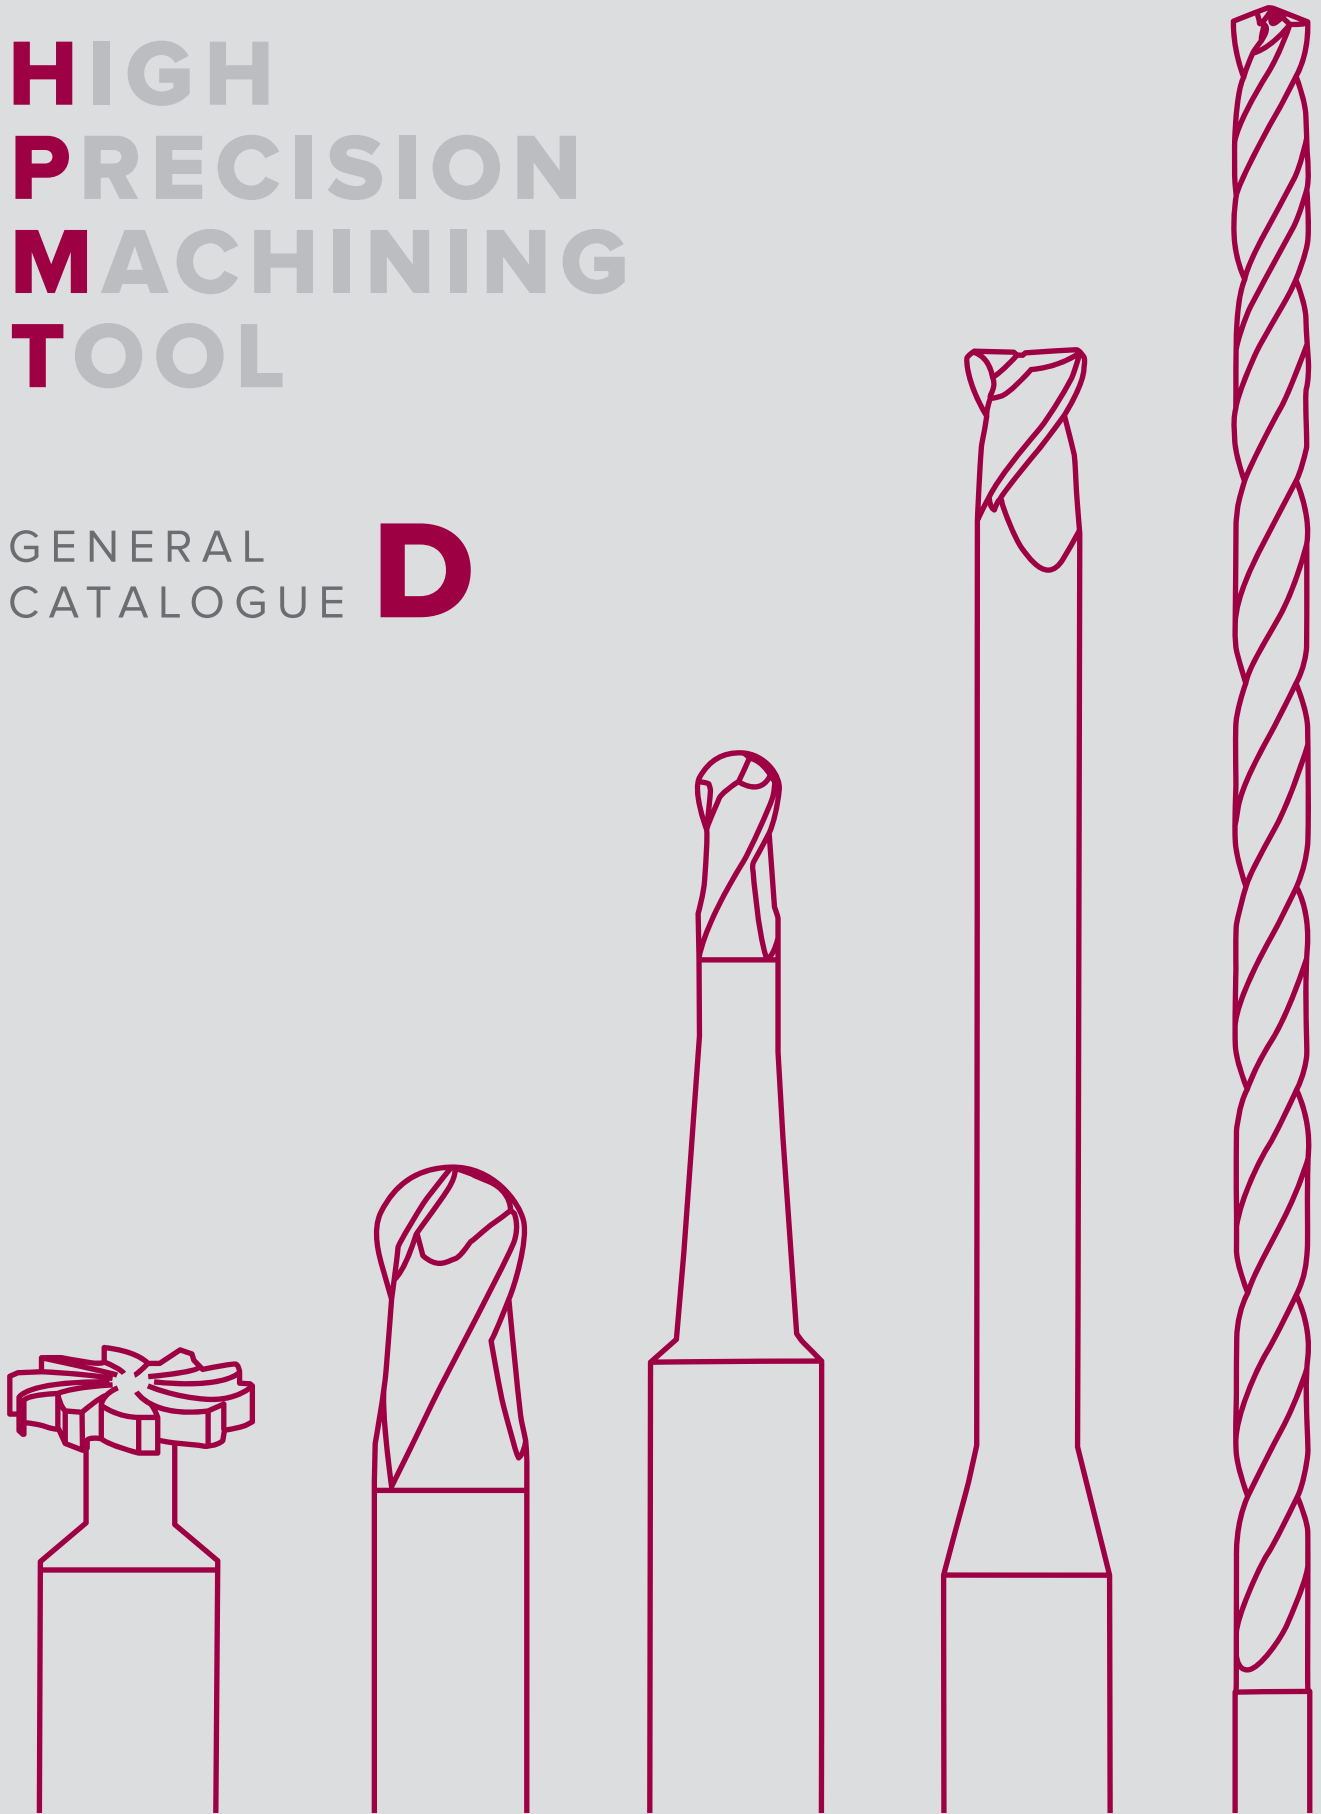 HIGH
PRECISION
MACHINING
TOOL
GENERAL
CATALOGUE D